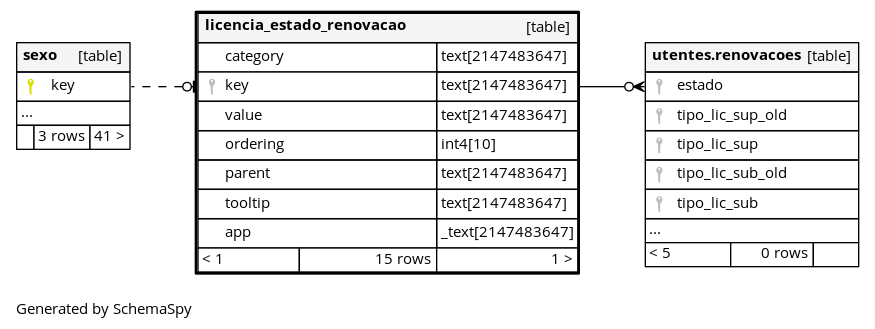 sexo [table]
key
...
3 rows 41 >
licencia_estado_renovacao [table]
category text[2147483647]
key text[2147483647]
value text[2147483647]
ordering int4[10]
parent text[2147483647]
tooltip text[2147483647]
app _text[2147483647]
< 1 15 rows 1 >
utentes.renovacoes [table]
estado
tipo_lic_sup_old
tipo_lic_sup
tipo_lic_sub_old
tipo_lic_sub
...
< 5 0 rows
Generated by SchemaSpy